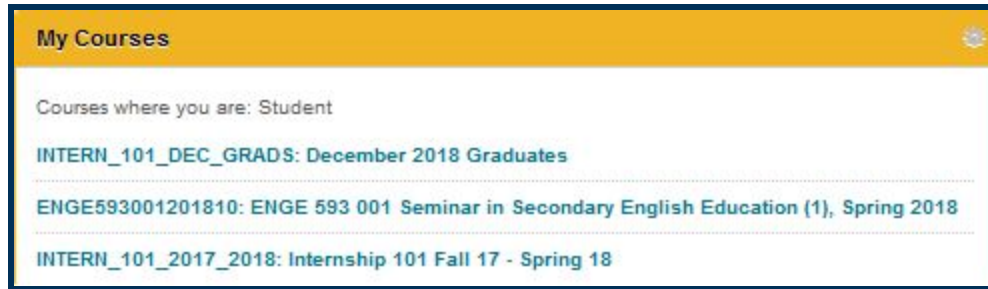 My Courses
Courses where you are: Student
INTERN_101_DEC_GRADS: December 2018 Graduates
ENGE593001201810: ENGE 593 001 Seminar in Secondary English Education (1), Spring 2018
INTERN_101_2017_2018: Internship 101 Fall 17 - Spring 18